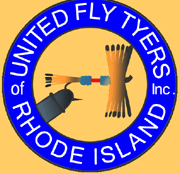 UNITED FLY TYERS
of
Inc.
RHODE ISLAND